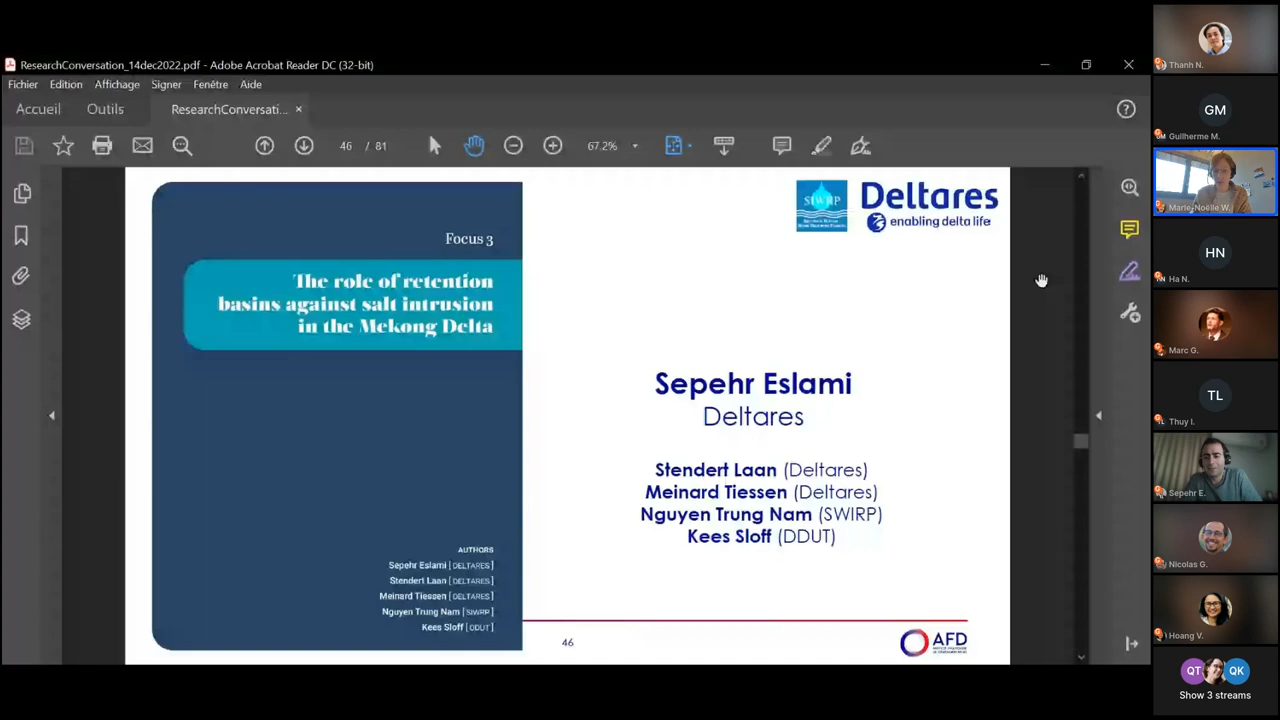 ResearchConversation_14dec2022.pdf - Adobe Acrobat Reader DC (32-bit)
Fichier Edition Affichage Signer Fenêtre Aide
Accueil Outils ResearchConversati...
46 / 81 67.2%
Focus 3
The role of retention
basins against salt intrusion
in the Mekong Delta
AUTHORS
Sepehr Eslami [DELTARES]
Stendert Laan [DELTARES]
Meinard Tiessen [DELTARES]
Nguyen Trung Nam [SIWRP]
Kees Sloff [DDUT]
SIWRP
Deltares
enabling delta life
Sepehr Eslami
Deltares
Stendert Laan (Deltares)
Meinard Tiessen (Deltares)
Nguyen Trung Nam (SWIRP)
Kees Sloff (DDUT)
46
AFD
Thanh N.
GM
Guilherme M.
Marie-Noëlle W.
HN
Ha N.
Marc G.
TL
Thuy l.
Sepehr E.
Nicolas G.
Hoang V.
QT QK
Show 3 streams